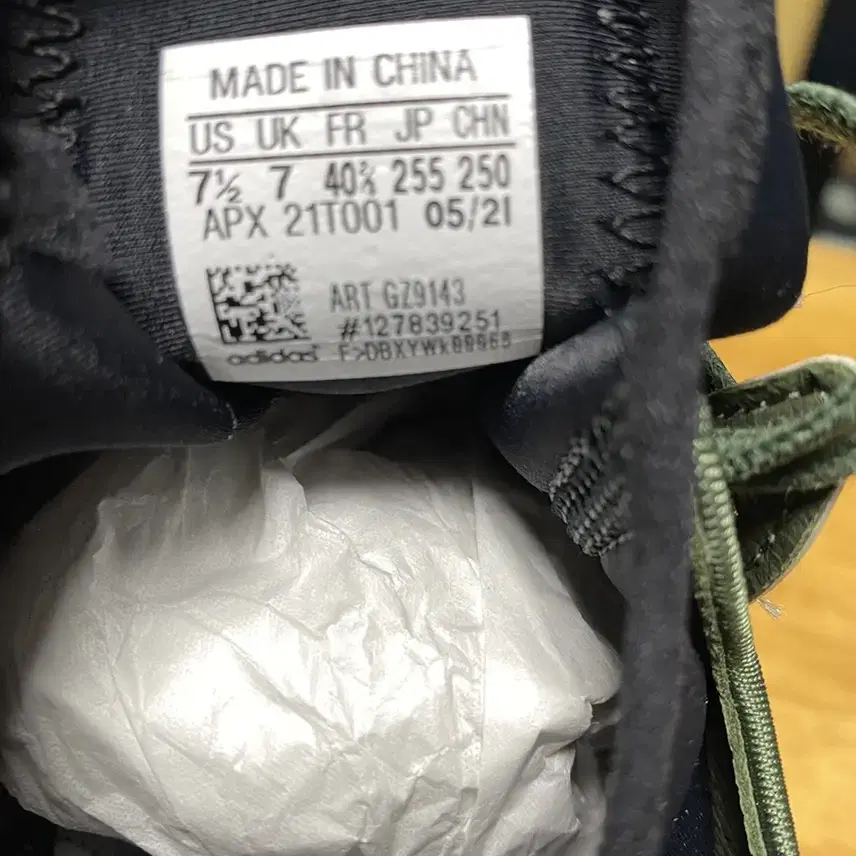 MADE IN CHINA
US UK FR JP CHN
7½ 7 40⅔ 255 250
APX 21T001 05/21
ART GZ9143
#127839251
adidas